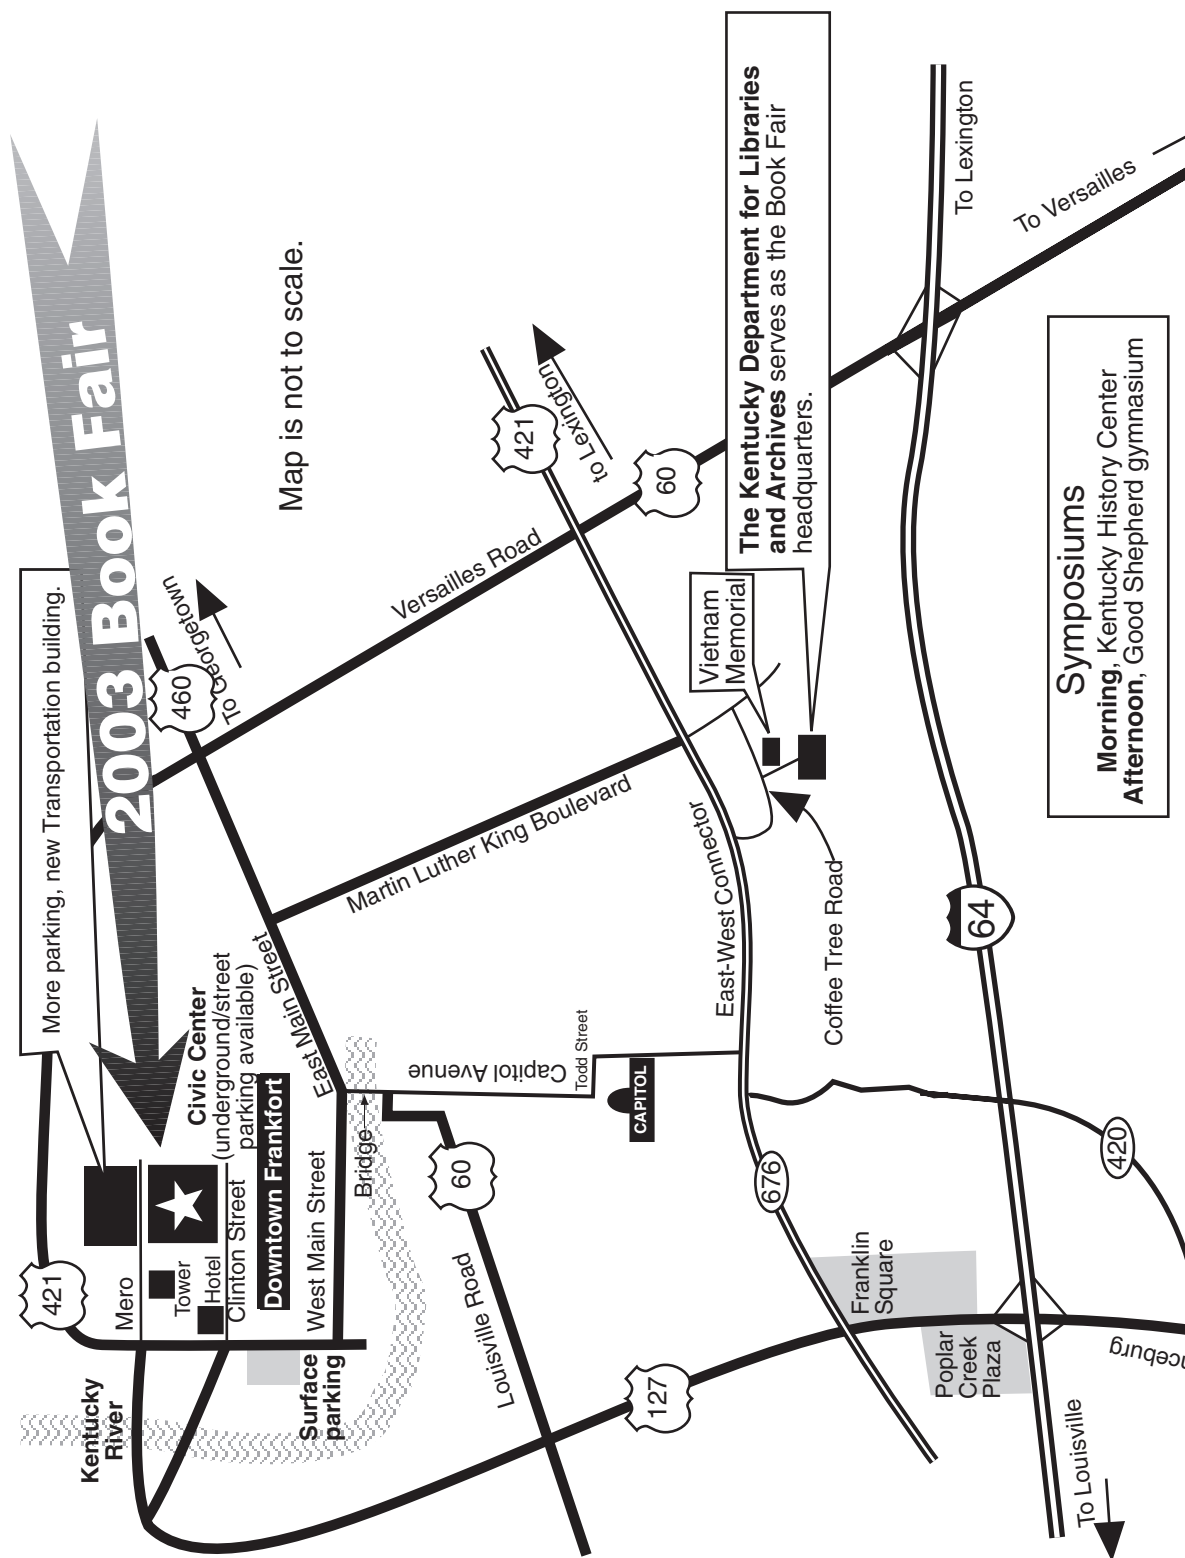 2003 Book Fair
More parking, new Transportation building.
Map is not to scale.
421
Mero
Tower
Hotel
Clinton Street
Civic Center
(underground/street
parking available)
Downtown Frankfort
West Main Street
East Main Street
Kentucky
River
Surface
parking
Bridge
460
To Georgetown
Versailles Road
421
to Lexington
60
Martin Luther King Boulevard
Capitol Avenue
Todd Street
CAPITOL
60
Louisville Road
127
East-West Connector
676
Vietnam
Memorial
The Kentucky Department for Libraries
and Archives serves as the Book Fair
headquarters.
Coffee Tree Road
Franklin
Square
Poplar
Creek
Plaza
64
420
To Lexington
To Versailles
To Louisville
nceburg
Symposiums
Morning, Kentucky History Center
Afternoon, Good Shepherd gymnasium